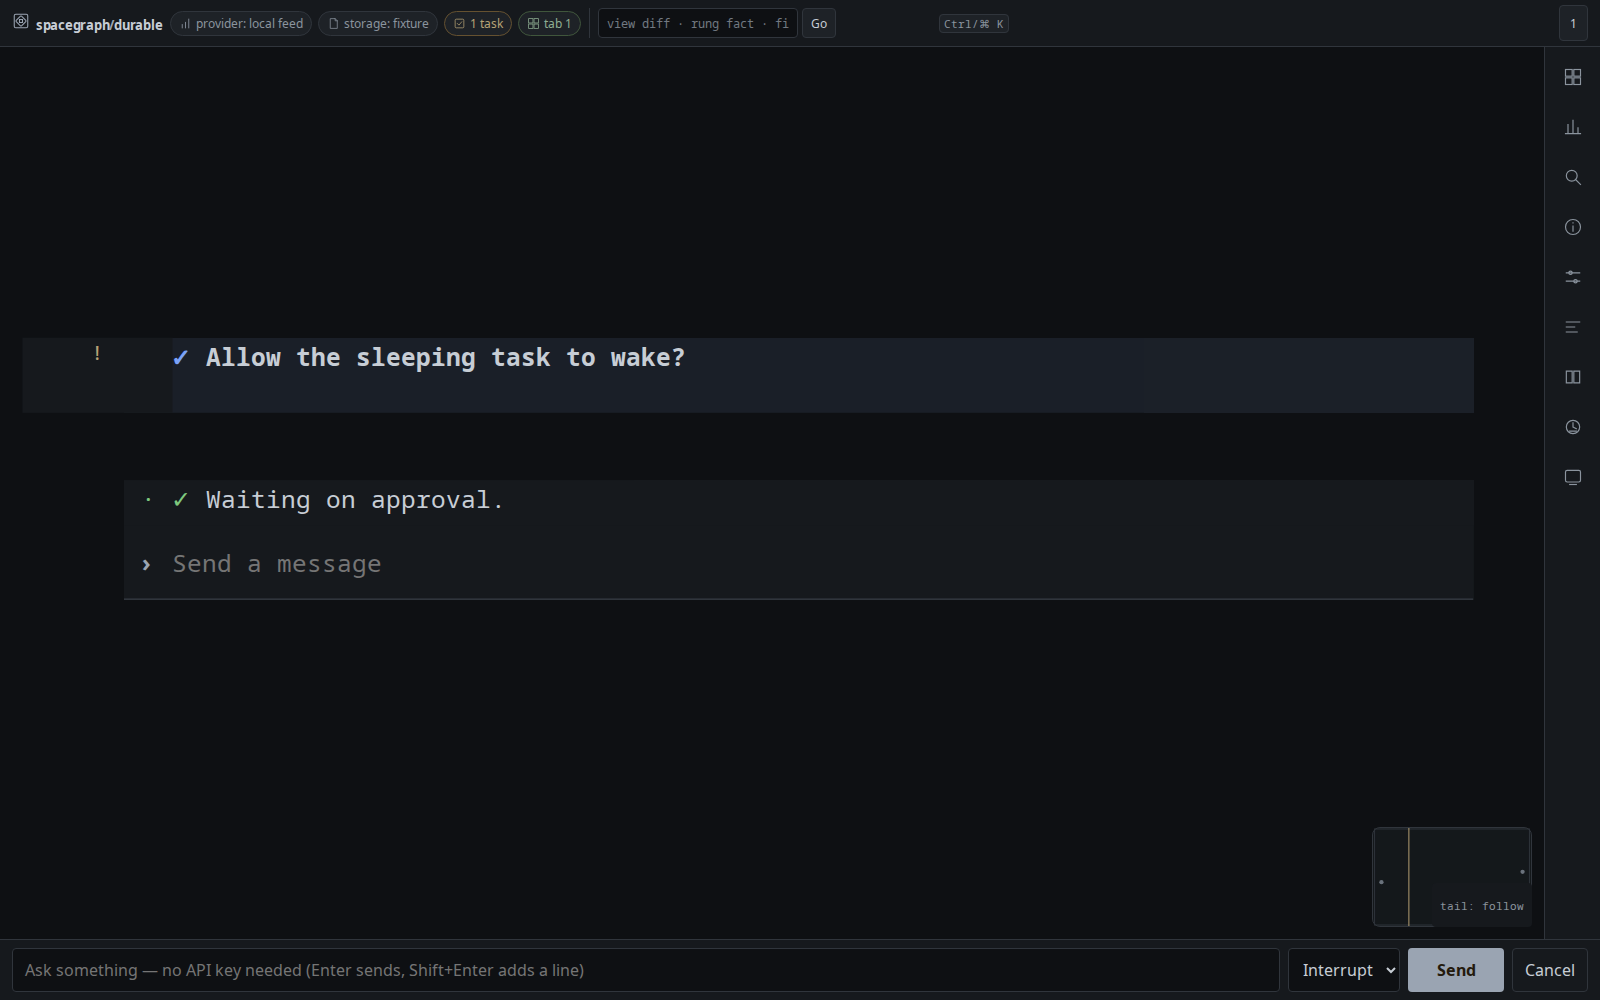 spacegraph/durable provider: local feed storage: fixture 1 task tab 1 view diff · rung fact · fi Go Ctrl/⌘ K 1
! ✓ Allow the sleeping task to wake?
· ✓ Waiting on approval.
› Send a message
tail: follow
Ask something — no API key needed (Enter sends, Shift+Enter adds a line) Interrupt Send Cancel